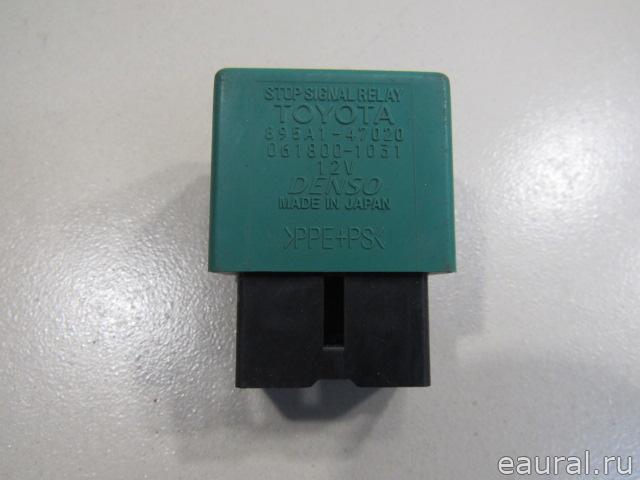 STOP SIGNAL RELAY
TOYOTA
895A1-47020
061800-1031
12V
DENSO
MADE IN JAPAN
>PPE+PS<
eaural.ru